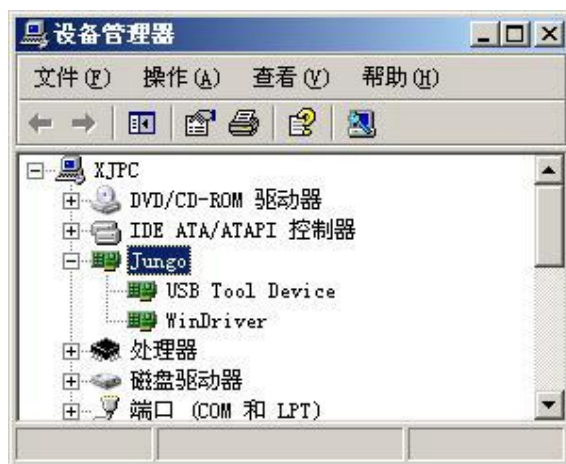 设备管理器
文件(F) 操作(A) 查看(V) 帮助(H)
XJPC
DVD/CD-ROM 驱动器
IDE ATA/ATAPI 控制器
Jungo
USB Tool Device
WinDriver
处理器
磁盘驱动器
端口 (COM 和 LPT)